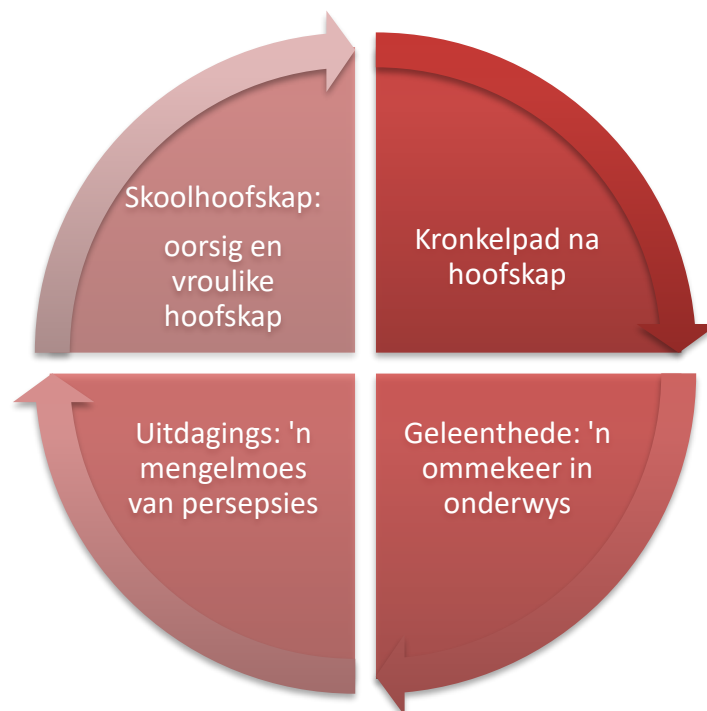 Skoolhoofskap:
oorsig en
vroulike
hoofskap
Kronkelpad na
hoofskap
Uitdagings: 'n
mengelmoes
van persepsies
Geleenthede: 'n
ommekeer in
onderwys